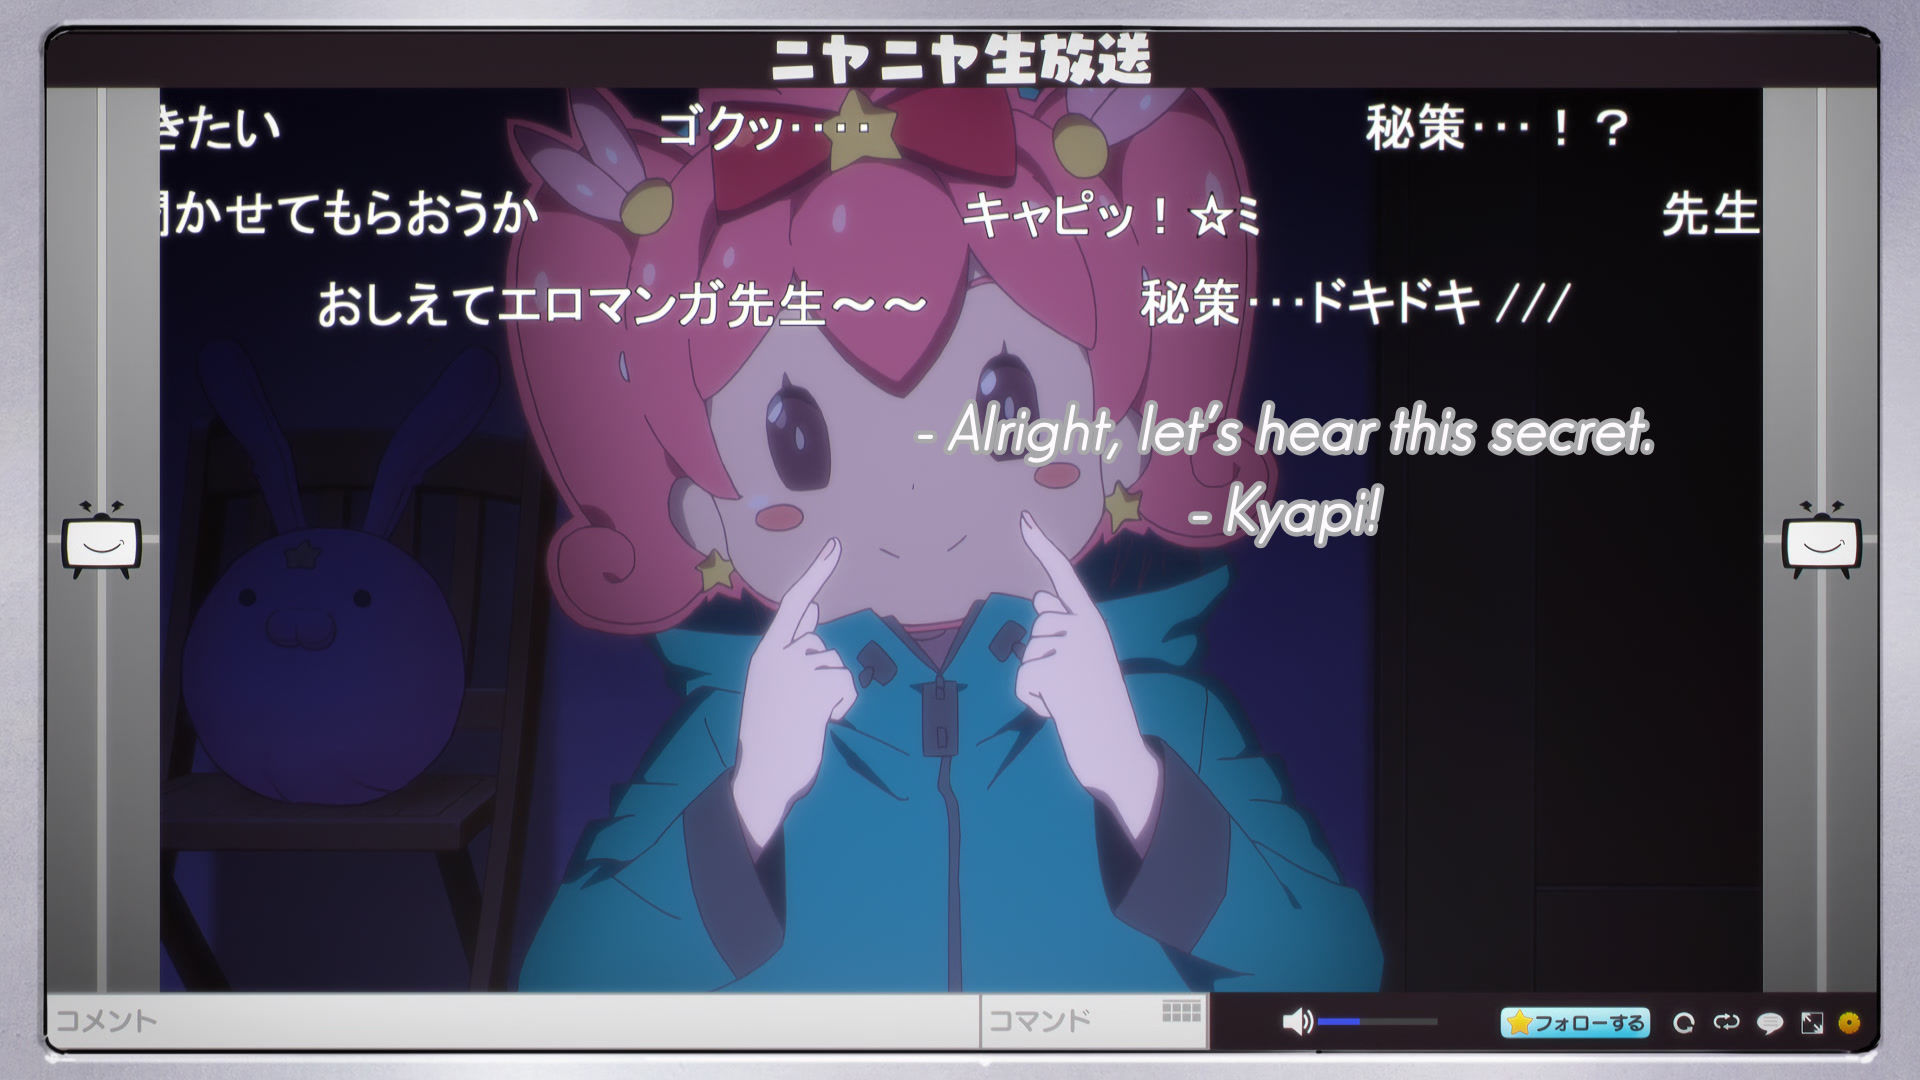 ニヤニヤ生放送
きたい
ゴクッ‥‥
秘策…！？
かせてもらおうか
キャピッ！☆ミ
先生
おしえてエロマンガ先生～～
秘策…ドキドキ ///
- Alright, let's hear this secret.
- Kyapi!
コメント
コマンド
フォローする